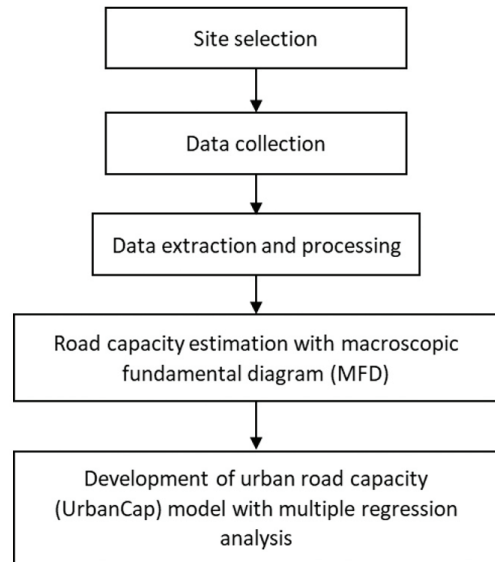 Site selection
Data collection
Data extraction and processing
Road capacity estimation with macroscopic
fundamental diagram (MFD)
Development of urban road capacity
(UrbanCap) model with multiple regression
analysis